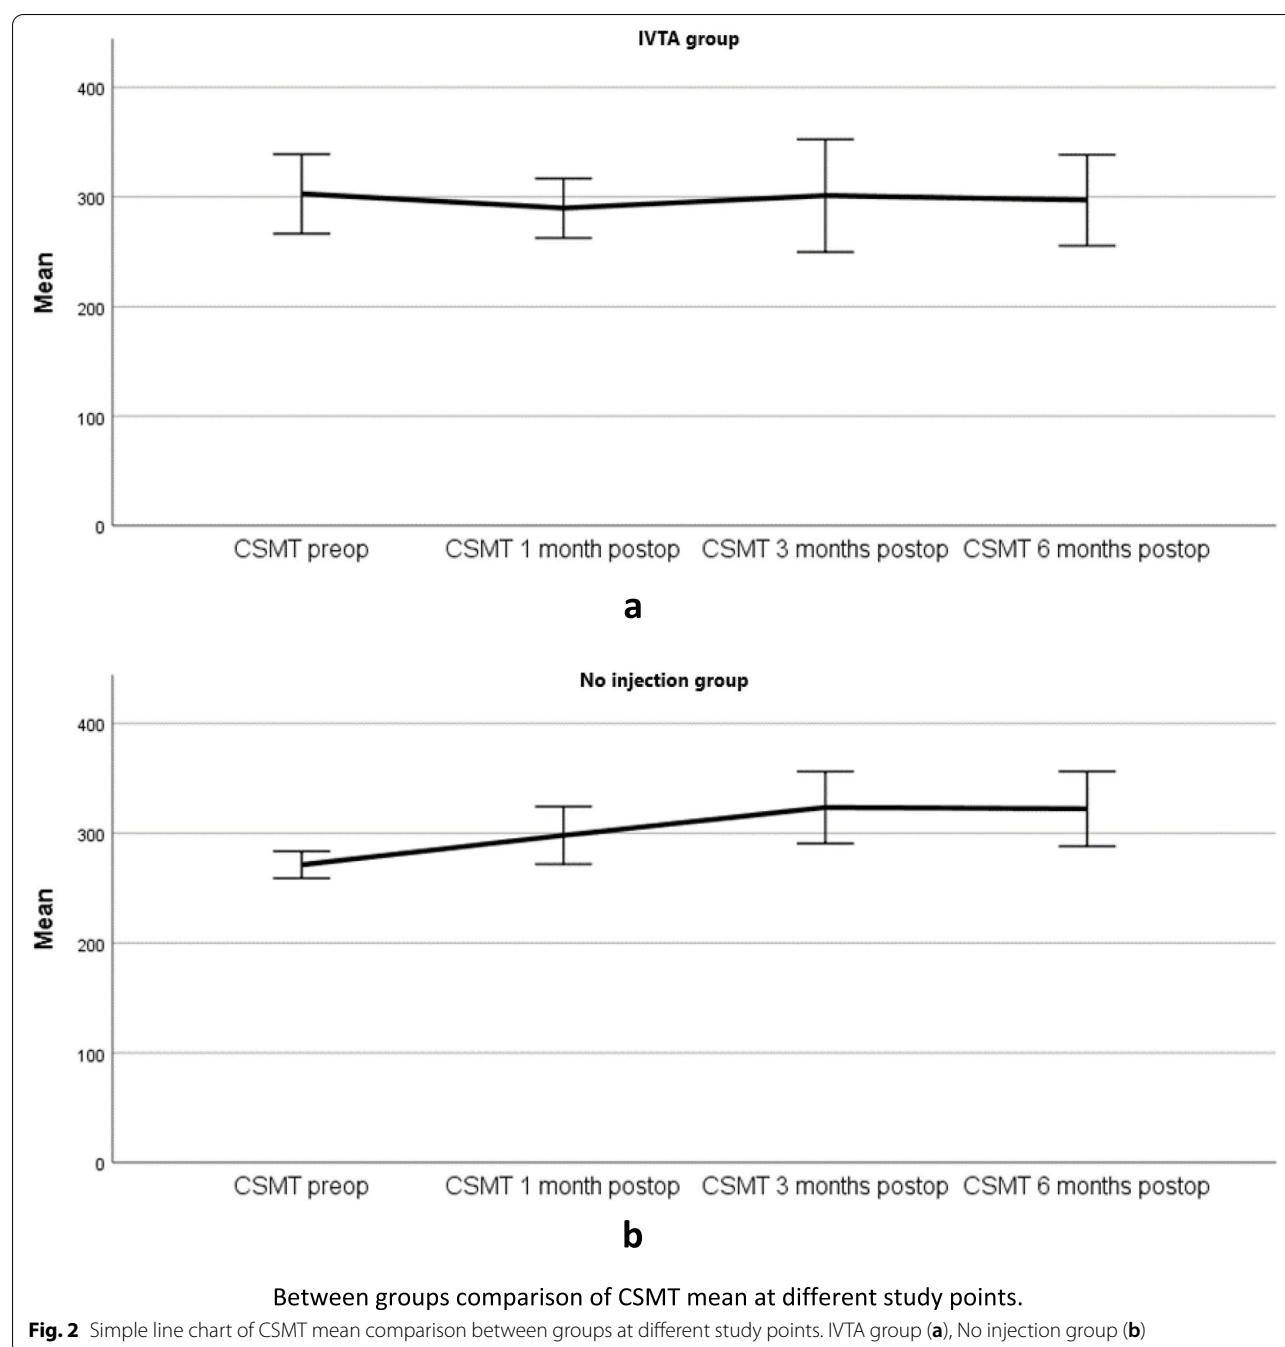 IVTA group
400
300
200
100
0
Mean
CSMT preop CSMT 1 month postop CSMT 3 months postop CSMT 6 months postop
a
No injection group
400
300
200
100
0
Mean
CSMT preop CSMT 1 month postop CSMT 3 months postop CSMT 6 months postop
b
Between groups comparison of CSMT mean at different study points.
Fig. 2 Simple line chart of CSMT mean comparison between groups at different study points. IVTA group (a), No injection group (b)